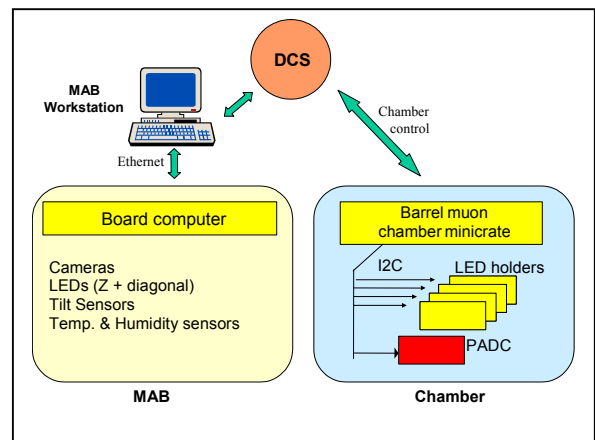 DCS
MAB
Workstation
Chamber
control
Ethernet
Board computer
Cameras
LEDs (Z + diagonal)
Tilt Sensors
Temp. & Humidity sensors
MAB
Barrel muon
chamber minicrate
I2C
LED holders
PADC
Chamber